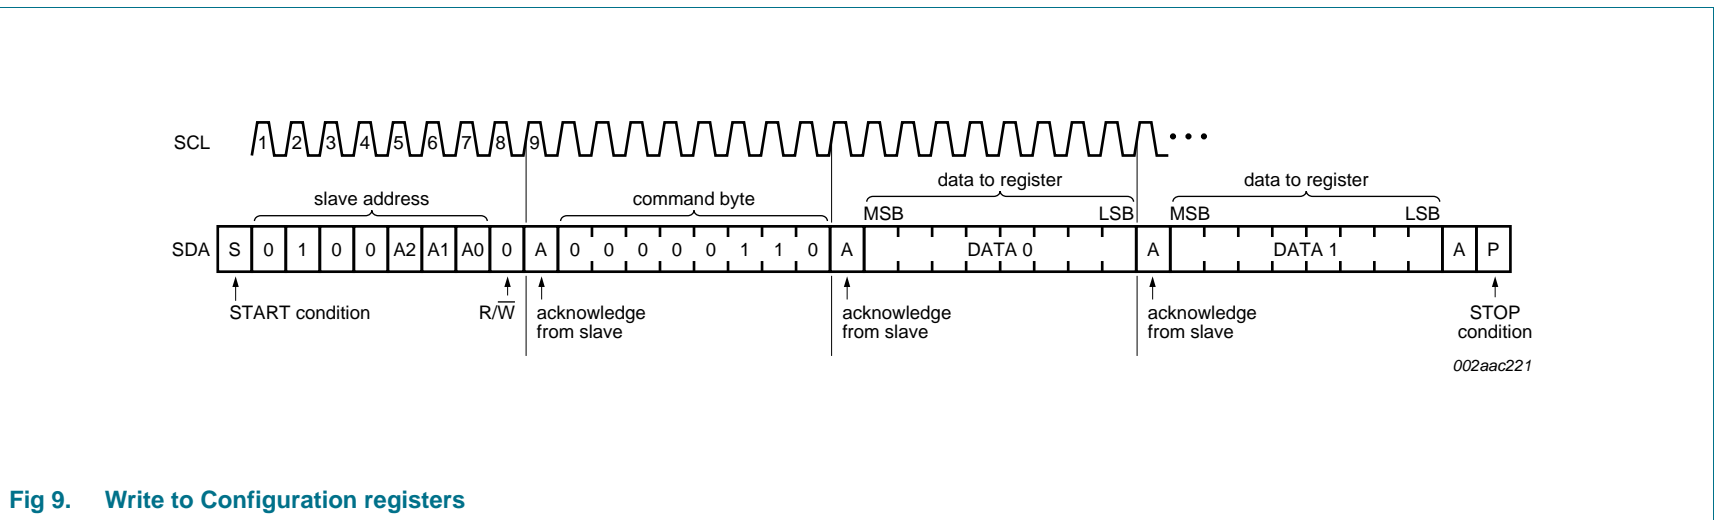 SCL 1 2 3 4 5 6 7 8 9 •••
data to register data to register
slave address command byte
MSB LSB MSB LSB
SDA S 0 1 0 0 A2 A1 A0 0 A 0 0 0 0 0 1 1 0 A DATA 0 A DATA 1 A P
START condition R/W̅ acknowledge acknowledge acknowledge STOP
from slave from slave from slave condition
002aac221
Fig 9. Write to Configuration registers